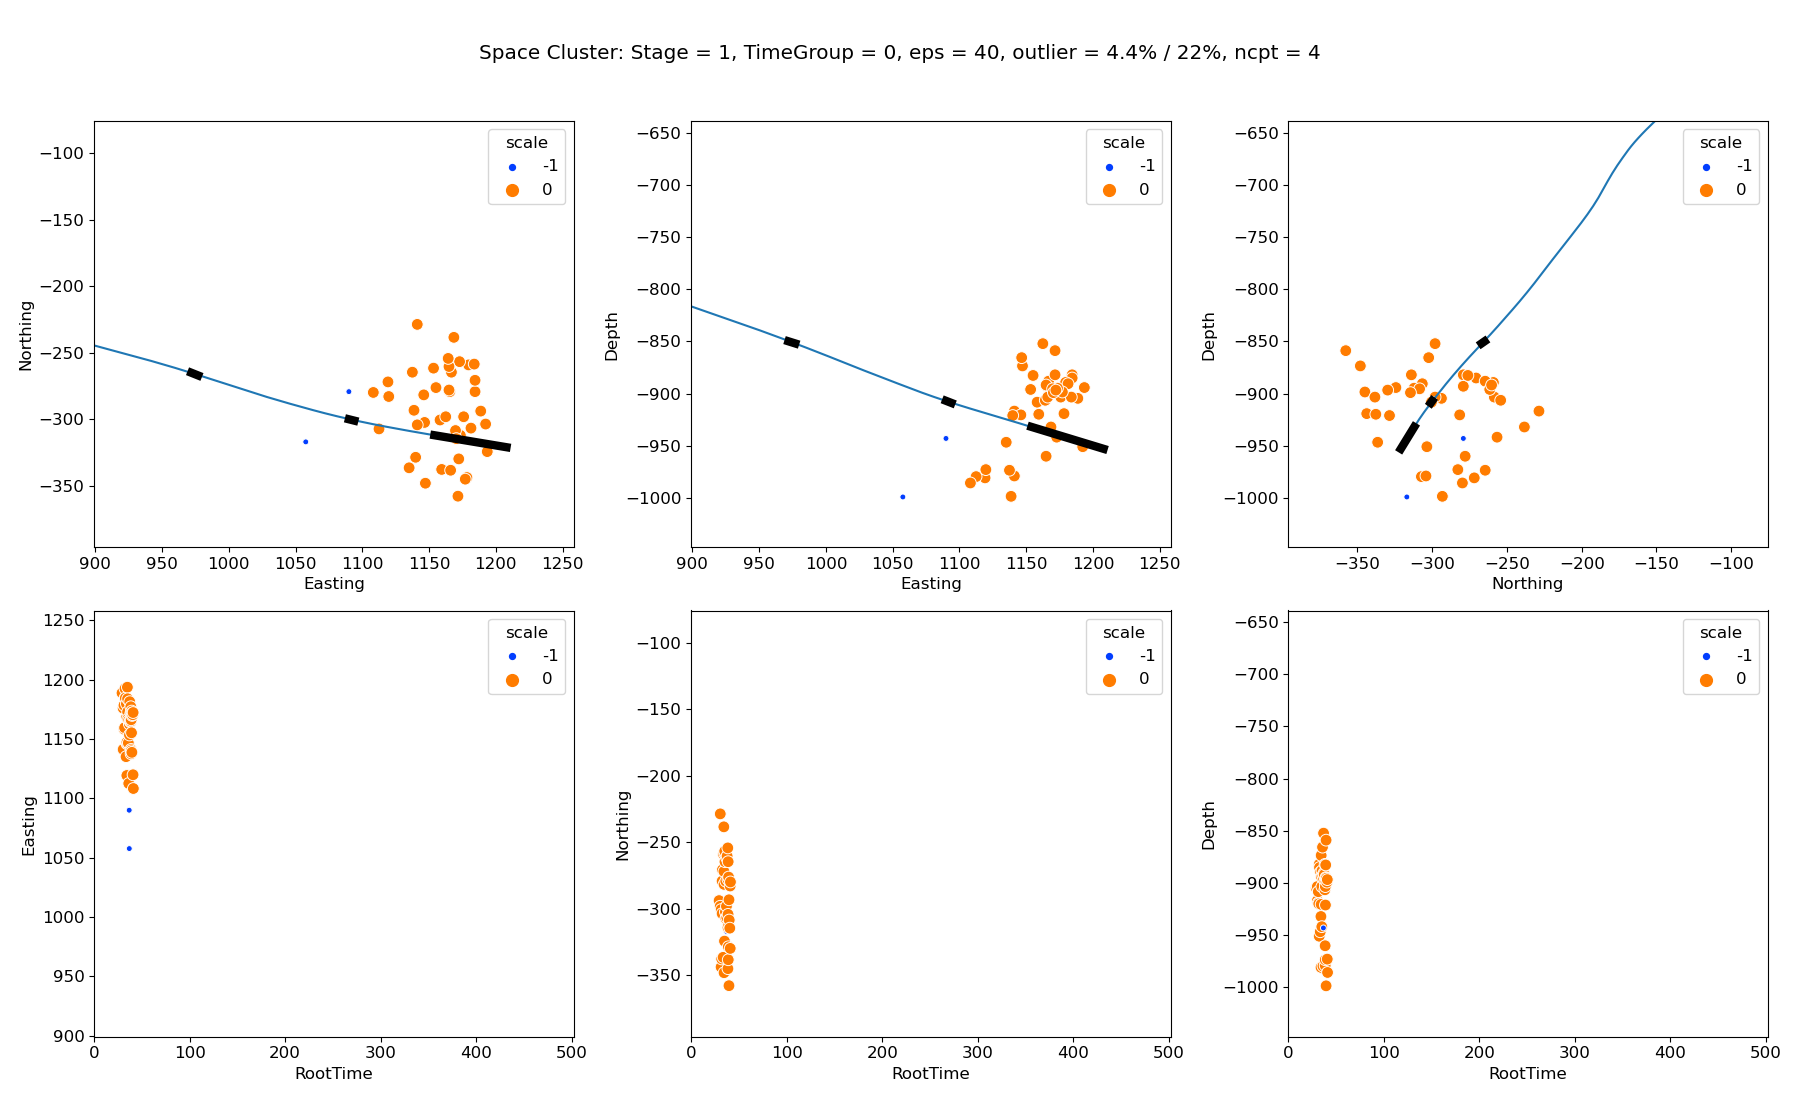 Space Cluster: Stage = 1, TimeGroup = 0, eps = 40, outlier = 4.4% / 22%, ncpt = 4
−100
−150
−200
−250
−300
−350
Northing
900 950 1000 1050 1100 1150 1200 1250
Easting
scale
-1
0
−650
−700
−750
−800
−850
−900
−950
−1000
Depth
900 950 1000 1050 1100 1150 1200 1250
Easting
scale
-1
0
−650
−700
−750
−800
−850
−900
−950
−1000
Depth
−350 −300 −250 −200 −150 −100
Northing
scale
-1
0
1250
1200
1150
1100
1050
1000
950
900
Easting
0 100 200 300 400 500
RootTime
scale
-1
0
−100
−150
−200
−250
−300
−350
Northing
0 100 200 300 400 500
RootTime
scale
-1
0
−650
−700
−750
−800
−850
−900
−950
−1000
Depth
0 100 200 300 400 500
RootTime
scale
-1
0